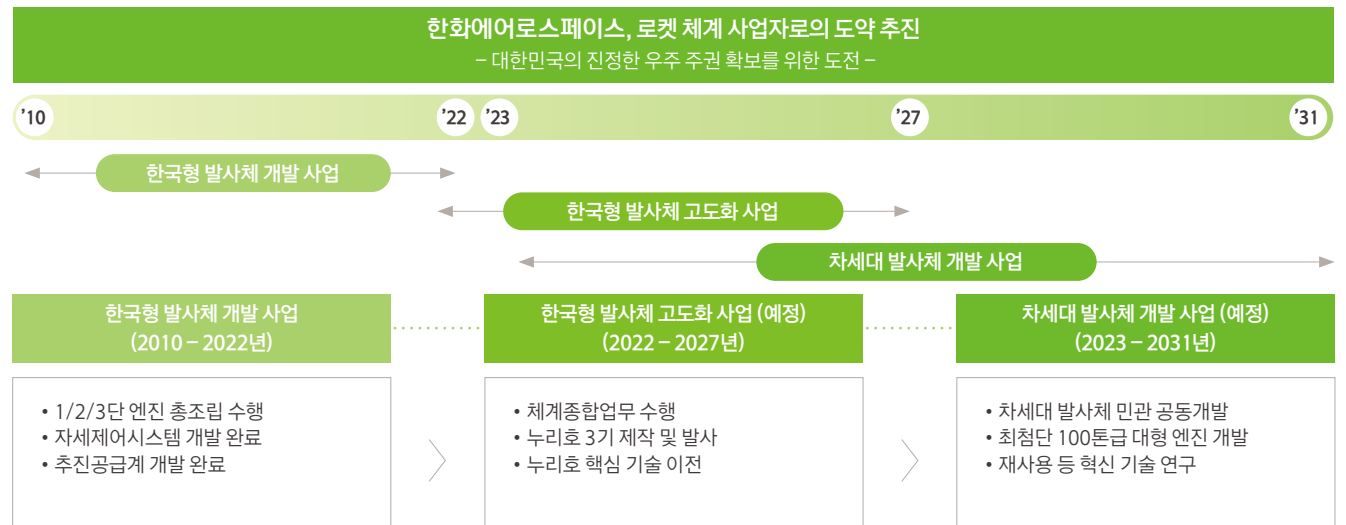 한화에어로스페이스, 로켓 체계 사업자로의 도약 추진
– 대한민국의 진정한 우주 주권 확보를 위한 도전 –
’10 ’22 ’23 ’27 ’31
한국형 발사체 개발 사업
한국형 발사체 고도화 사업
차세대 발사체 개발 사업
한국형 발사체 개발 사업
(2010 – 2022년)
• 1/2/3단 엔진 총조립 수행
• 자세제어시스템 개발 완료
• 추진공급계 개발 완료
한국형 발사체 고도화 사업 (예정)
(2022 – 2027년)
• 체계종합업무 수행
• 누리호 3기 제작 및 발사
• 누리호 핵심 기술 이전
차세대 발사체 개발 사업 (예정)
(2023 – 2031년)
• 차세대 발사체 민관 공동개발
• 최첨단 100톤급 대형 엔진 개발
• 재사용 등 혁신 기술 연구